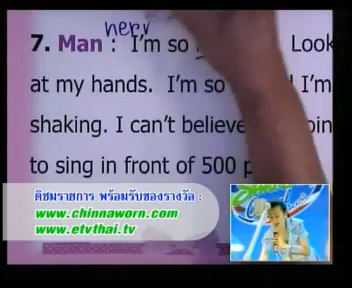 nerv
7. Man : I'm so Look
at my hands. I'm so I'm
shaking. I can't believe
to sing in front of 500
ติชมรายการ พร้อมรับของรางวัล :
www.chinnaworn.com
www.etvthai.tv